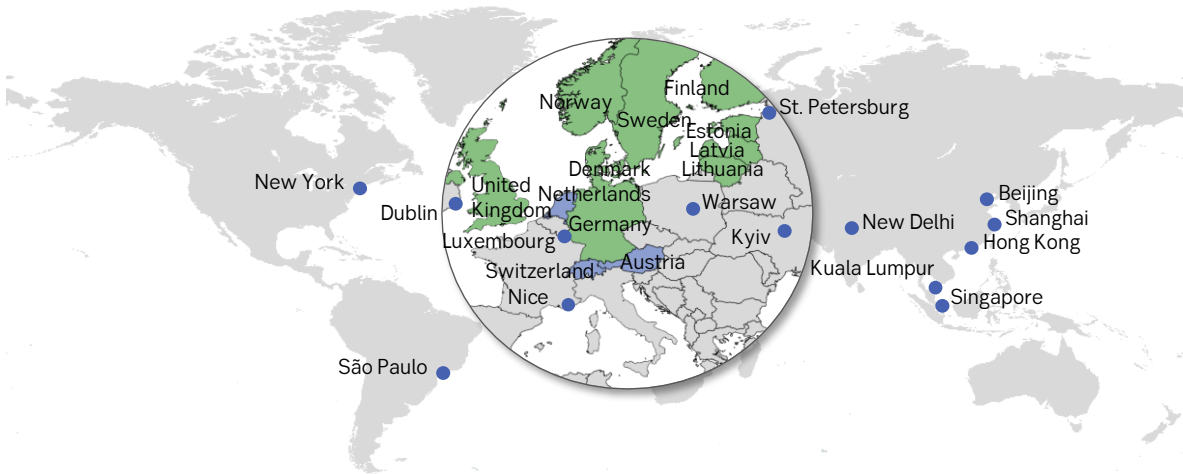 Norway
Finland
Sweden
St. Petersburg
Estonia
Latvia
Denmark
Lithuania
New York
United
Kingdom
Netherlands
Warsaw
Beijing
Dublin
Germany
New Delhi
Shanghai
Luxembourg
Kyiv
Hong Kong
Switzerland
Austria
Kuala Lumpur
Nice
Singapore
São Paulo